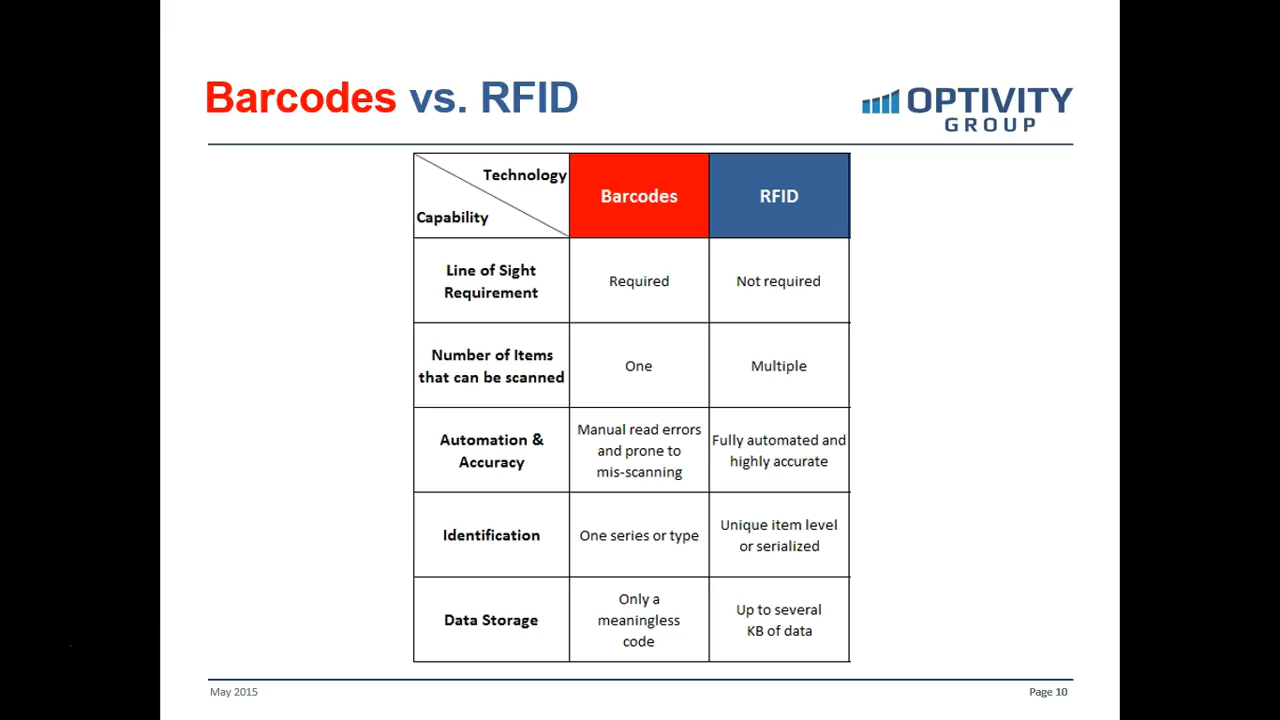 Barcodes vs. RFID
OPTIVITY
GROUP
Technology
Capability
Barcodes
RFID
Line of Sight
Requirement
Required
Not required
Number of Items
that can be scanned
One
Multiple
Automation &
Accuracy
Manual read errors
and prone to
mis-scanning
Fully automated and
highly accurate
Identification
One series or type
Unique item level
or serialized
Data Storage
Only a
meaningless
code
Up to several
KB of data
May 2015
Page 10